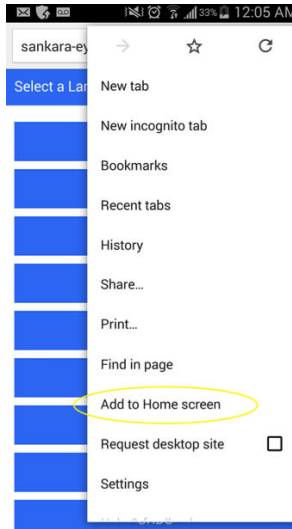 33% 12:05 AM
sankara-ey
Select a Lan
New tab
New incognito tab
Bookmarks
Recent tabs
History
Share...
Print...
Find in page
Add to Home screen
Request desktop site
Settings